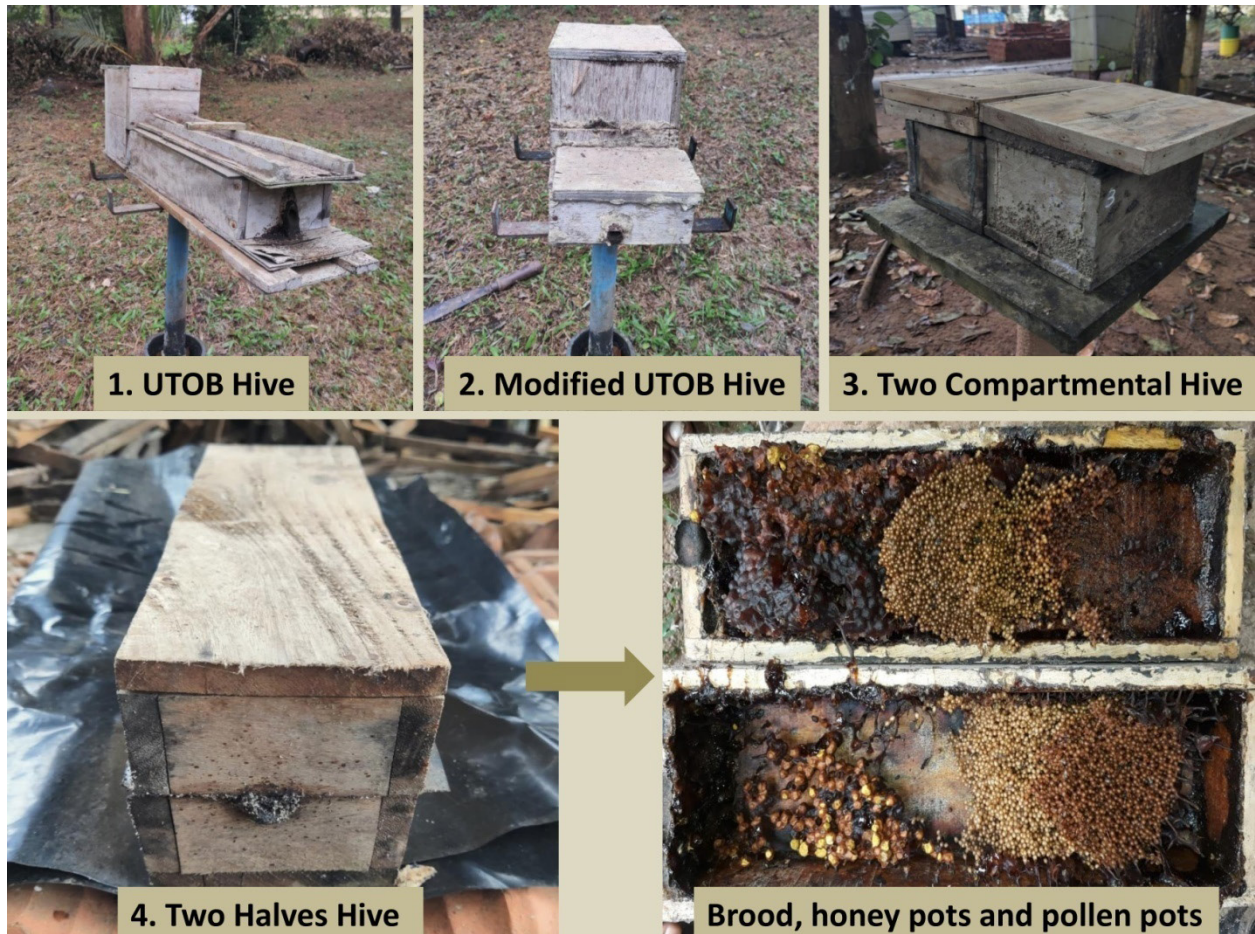 1. UTOB Hive
2. Modified UTOB Hive
3. Two Compartmental Hive
4. Two Halves Hive
Brood, honey pots and pollen pots